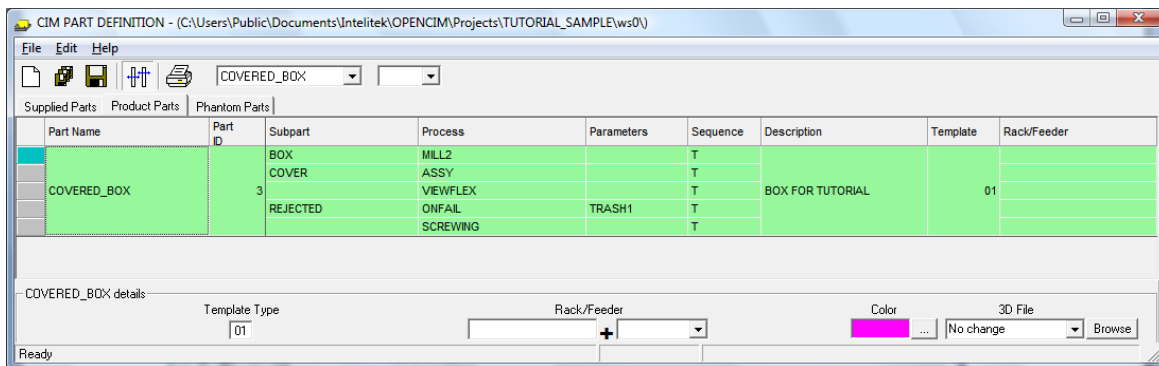 CIM PART DEFINITION - (C:\Users\Public\Documents\Intelitek\OPENCIM\Projects\TUTORIAL_SAMPLE\ws0\)
File Edit Help
COVERED_BOX
Supplied Parts Product Parts Phantom Parts
Part Name Part ID Subpart Process Parameters Sequence Description Template Rack/Feeder
BOX MILL2 T
COVER ASSY T
COVERED_BOX 3 VIEWFLEX T BOX FOR TUTORIAL 01
REJECTED ONFAIL TRASH1 T
SCREWING T
COVERED_BOX details
Template Type Rack/Feeder Color 3D File
01 + ... No change Browse
Ready